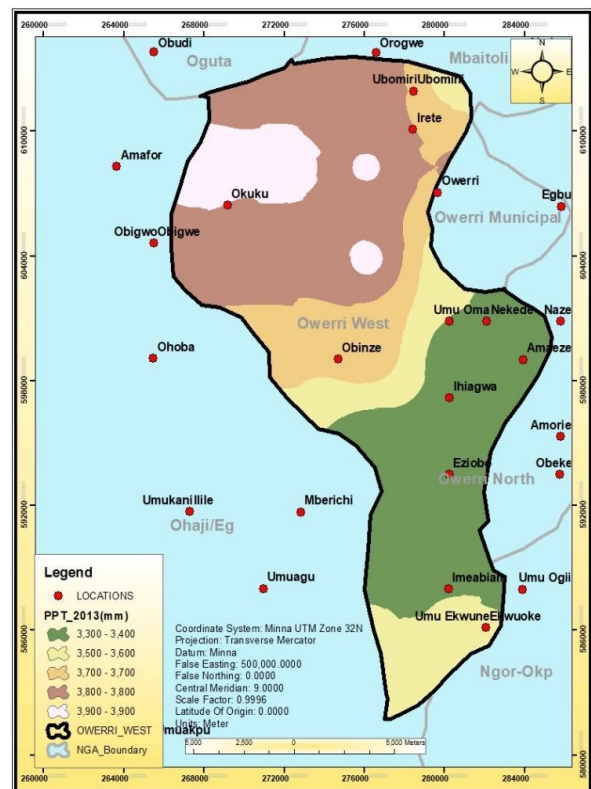 260000 264000 268000 272000 276000 280000 284000
Obudi
Orogwe
Oguta
Mbaitoli
N
W E
S
UbomiriUbomiri
610000
Irete
610000
Amafor
Okuku
Owerri
Egbu
Owerri Municipal
ObigwoObigwe
604000
604000
Umu Oma Nekede Naze
Owerri West
Ohoba
Obinze
Amaeze
598000
598000
Ihiagwa
Amorie
Eziobo
Obeke
Owerri North
592000
592000
Umukani Ilile
Mberichi
Ohaji/Eg
Umuagu
Imeabian
Umu Ogii
Umu EkwuneEkwuoke
586000
Ngor-Okp
580000
Legend
LOCATIONS
PPT_2013(mm)
3,300 - 3,400
3,500 - 3,600
3,700 - 3,700
3,800 - 3,800
3,900 - 3,900
OWERRI_WEST
NGA_Boundary
Coordinate System: Minna UTM Zone 32N
Projection: Transverse Mercator
Datum: Minna
False Easting: 500,000.0000
False Northing: 0.0000
Central Meridian: 9.0000
Scale Factor: 0.9996
Latitude Of Origin: 0.0000
Units: Meter
5,000 2,500 0 5,000 Meters
260000 264000 268000 272000 276000 280000 284000